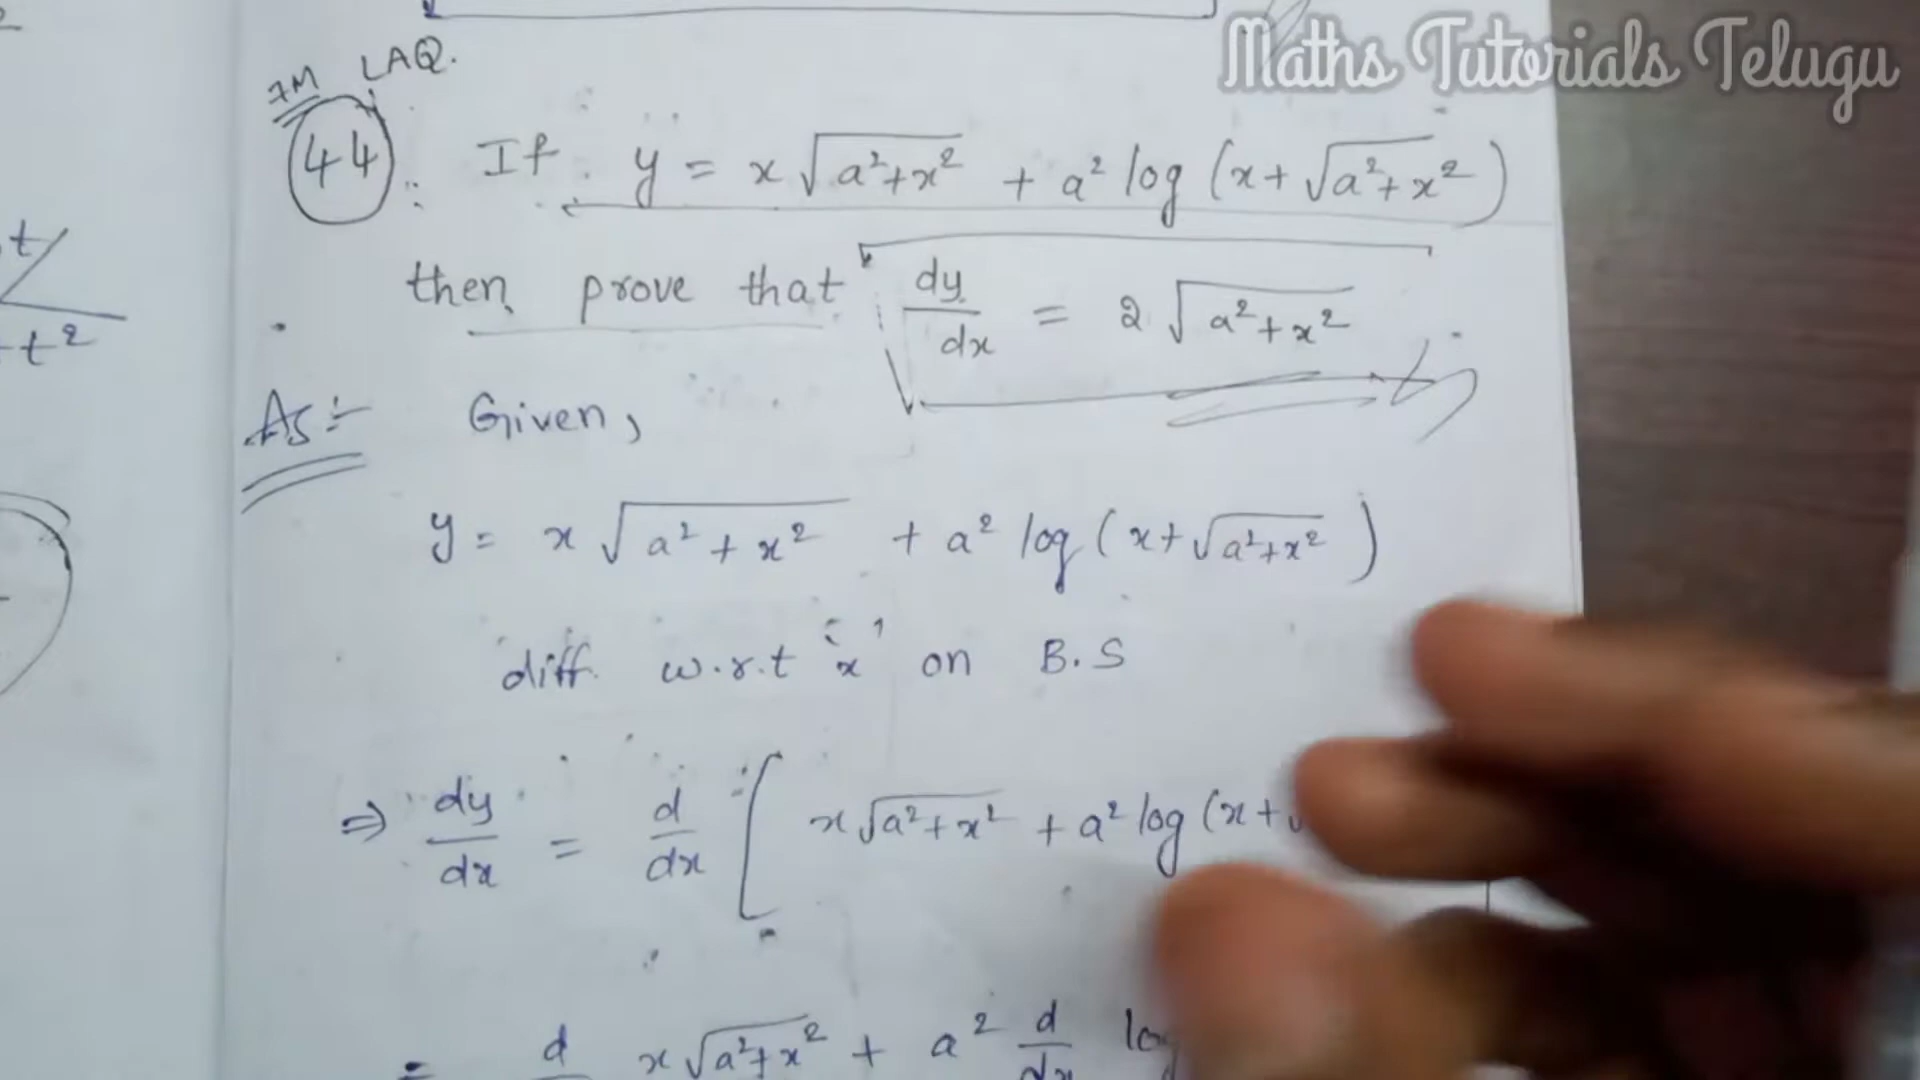 Maths Tutorials Telugu
7M LAQ.
44. If y = x √a²+x² + a² log (x+√a²+x²)
then prove that dy/dx = 2 √a²+x²
As:- Given,
y = x √a²+x² + a² log (x+√a²+x²)
diff. w.r.t 'x' on B.S
⇒ dy/dx = d/dx [ x√a²+x² + a² log (x+√
= d x√a²+x² + a² d/dx
t
t²